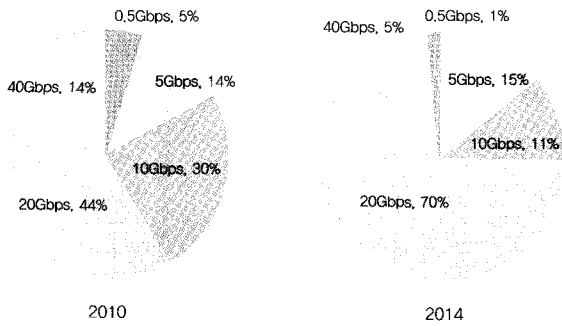 0.5Gbps, 5%
40Gbps, 14%
5Gbps, 14%
10Gbps, 30%
20Gbps, 44%
2010
0.5Gbps, 1%
40Gbps, 5%
5Gbps, 15%
10Gbps, 11%
20Gbps, 70%
2014